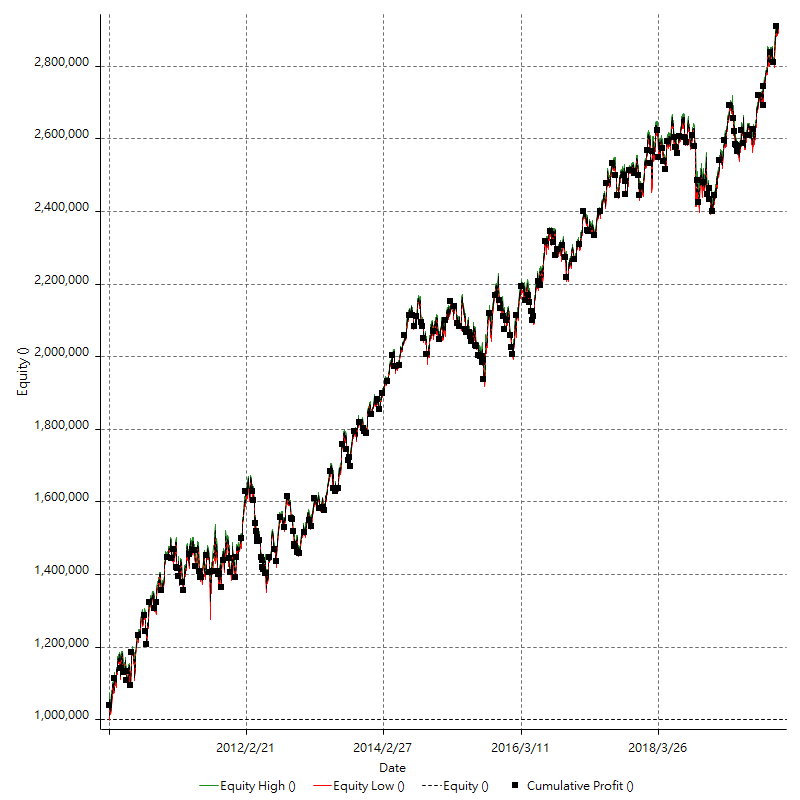 2,800,000
2,600,000
2,400,000
2,200,000
2,000,000
1,800,000
1,600,000
1,400,000
1,200,000
1,000,000
Equity ()
2012/2/21 2014/2/27 2016/3/11 2018/3/26
Date
Equity High () Equity Low () Equity () Cumulative Profit ()